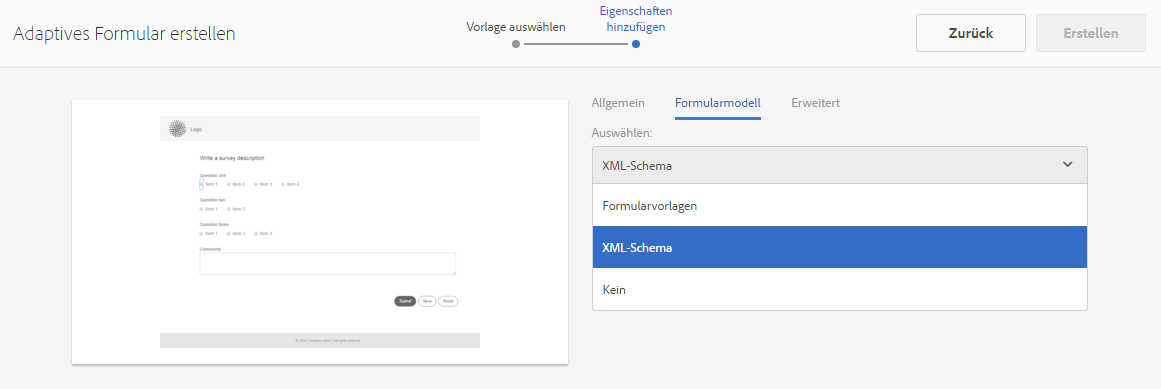 Adaptives Formular erstellen
Vorlage auswählen
Eigenschaften
hinzufügen
Zurück
Erstellen
Allgemein
Formularmodell
Erweitert
Auswählen:
XML-Schema
Formularvorlagen
XML-Schema
Kein
Logo
Write a survey description
Question one
Item 1 Item 2 Item 3 Item 4
Question two
Item 1 Item 2
Question three
Item 1 Item 2 Item 3
Comments
Submit Save Reset